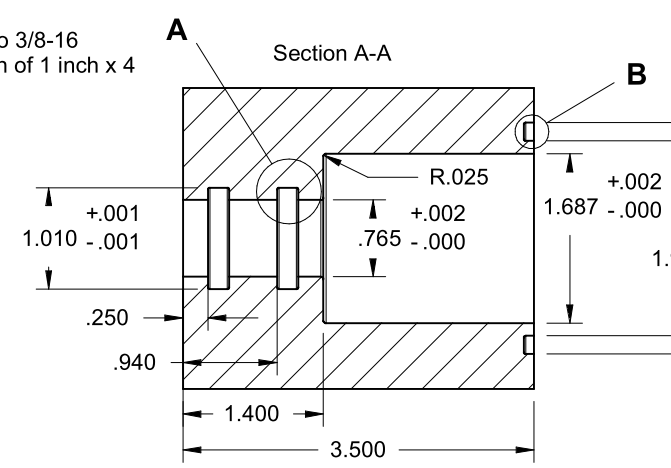 A
o 3/8-16
Section A-A
n of 1 inch x 4
B
R.025
+.001
1.010 -.001
+.002
.765 -.000
+.002
1.687 -.000
1.
.250
.940
1.400
3.500